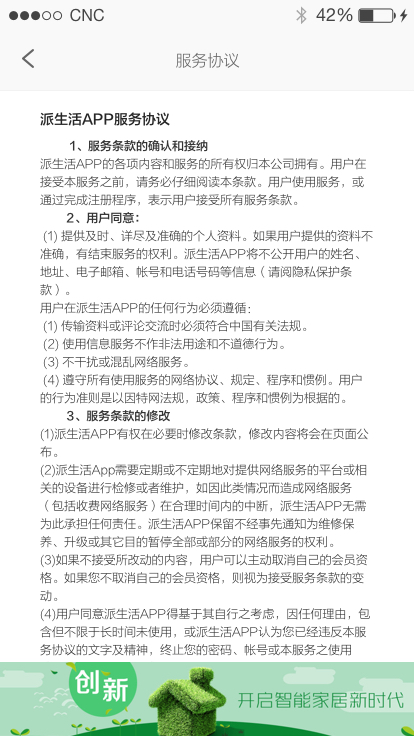 CNC 42%
服务协议
派生活APP服务协议
1、服务条款的确认和接纳
派生活APP的各项内容和服务的所有权归本公司拥有。用户在
接受本服务之前，请务必仔细阅读本条款。用户使用服务，或
通过完成注册程序，表示用户接受所有服务条款。
2、用户同意：
(1) 提供及时、详尽及准确的个人资料。如果用户提供的资料不
准确，有结束服务的权利。派生活APP将不公开用户的姓名、
地址、电子邮箱、帐号和电话号码等信息（请阅隐私保护条
款）。
用户在派生活APP的任何行为必须遵循：
(1) 传输资料或评论交流时必须符合中国有关法规。
(2) 使用信息服务不作非法用途和不道德行为。
(3) 不干扰或混乱网络服务。
(4) 遵守所有使用服务的网络协议、规定、程序和惯例。用户
的行为准则是以因特网法规，政策、程序和惯例为根据的。
3、服务条款的修改
(1)派生活APP有权在必要时修改条款，修改内容将会在页面公
布。
(2)派生活App需要定期或不定期地对提供网络服务的平台或相
关的设备进行检修或者维护，如因此类情况而造成网络服务
（包括收费网络服务）在合理时间内的中断，派生活APP无需
为此承担任何责任。派生活APP保留不经事先通知为维修保
养、升级或其它目的暂停全部或部分的网络服务的权利。
(3)如果不接受所改动的内容，用户可以主动取消自己的会员资
格。如果您不取消自己的会员资格，则视为接受服务条款的变
动。
(4)用户同意派生活APP得基于其自行之考虑，因任何理由，包
含但不限于长时间未使用，或派生活APP认为您已经违反本服
务协议的文字及精神，终止您的密码、帐号或本服务之使用
创新
开启智能家居新时代